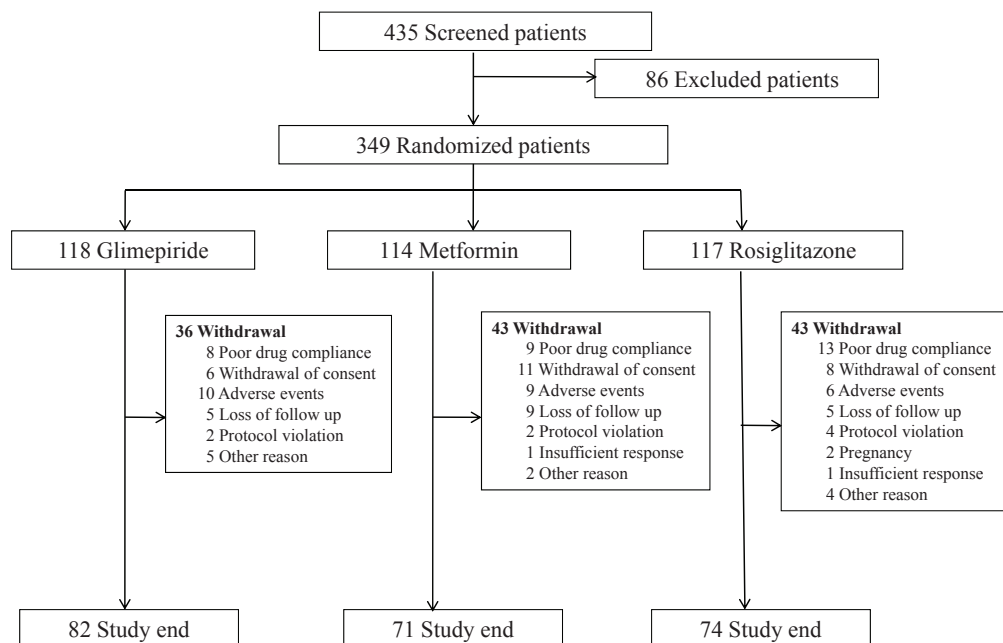 435 Screened patients
86 Excluded patients
349 Randomized patients
118 Glimepiride
114 Metformin
117 Rosiglitazone
36 Withdrawal
8 Poor drug compliance
6 Withdrawal of consent
10 Adverse events
5 Loss of follow up
2 Protocol violation
5 Other reason
43 Withdrawal
9 Poor drug compliance
11 Withdrawal of consent
9 Adverse events
9 Loss of follow up
2 Protocol violation
1 Insufficient response
2 Other reason
43 Withdrawal
13 Poor drug compliance
8 Withdrawal of consent
6 Adverse events
5 Loss of follow up
4 Protocol violation
2 Pregnancy
1 Insufficient response
4 Other reason
82 Study end
71 Study end
74 Study end